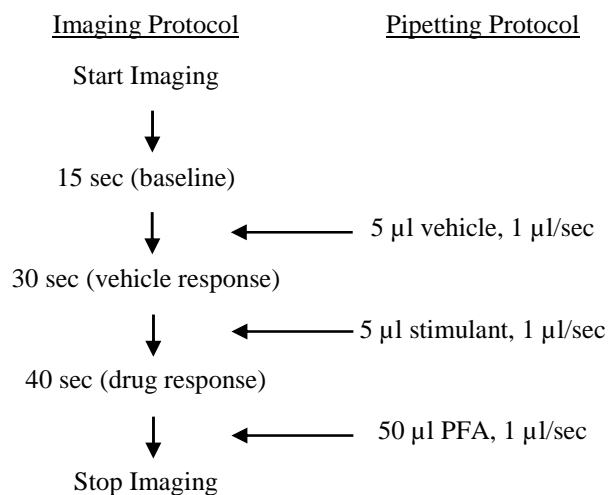 Imaging Protocol
Pipetting Protocol
Start Imaging
15 sec (baseline)
5 µl vehicle, 1 µl/sec
30 sec (vehicle response)
5 µl stimulant, 1 µl/sec
40 sec (drug response)
50 µl PFA, 1 µl/sec
Stop Imaging